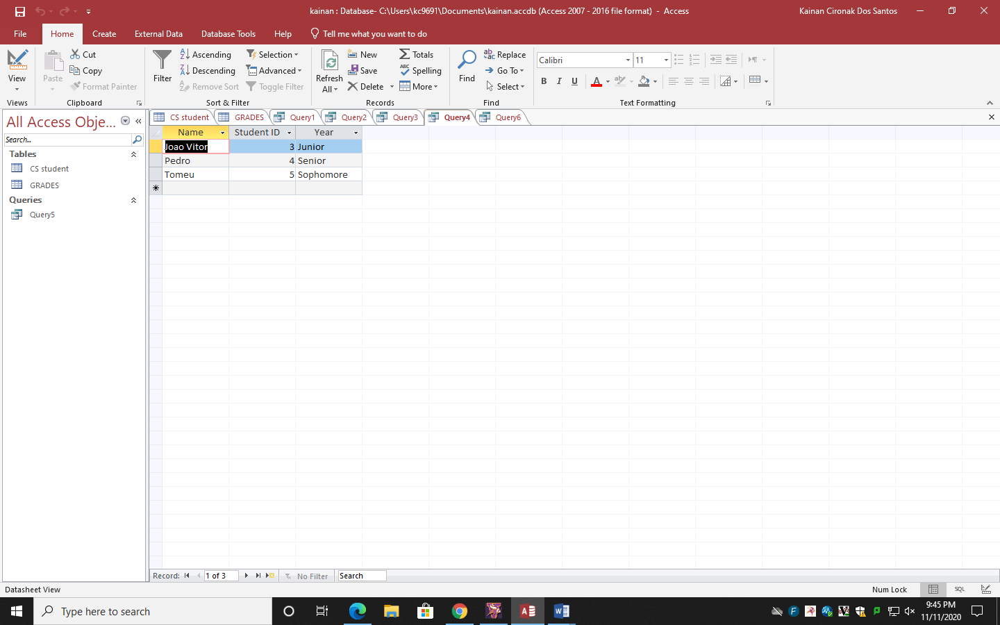 kainan : Database- C:\Users\kc9691\Documents\kainan.accdb (Access 2007 - 2016 file format) - Access
Kainan Cironak Dos Santos
File Home Create External Data Database Tools Help Tell me what you want to do
View
Views
Paste
Cut
Copy
Format Painter
Clipboard
Filter
Ascending
Descending
Remove Sort
Selection
Advanced
Toggle Filter
Sort & Filter
Refresh
All
New
Save
Delete
Totals
Spelling
More
Records
Find
Replace
Go To
Select
Find
Calibri
11
B I U
Text Formatting
All Access Obje...
Search...
Tables
CS student
GRADES
Queries
Query5
CS student GRADES Query1 Query2 Query3 Query4 Query6
Name Student ID Year
Joao Vitor 3 Junior
Pedro 4 Senior
Tomeu 5 Sophomore
Record: 1 of 3 No Filter Search
Datasheet View
Num Lock
SQL
Type here to search
9:45 PM
11/11/2020